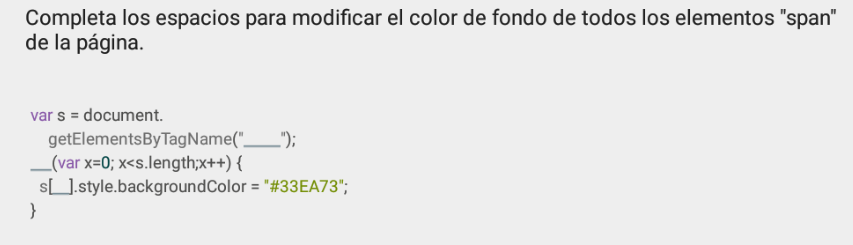 Completa los espacios para modificar el color de fondo de todos los elementos "span"
de la página.
var s = document.
getElementsByTagName("____");
__(var x=0; x<s.length;x++) {
s[__].style.backgroundColor = "#33EA73";
}